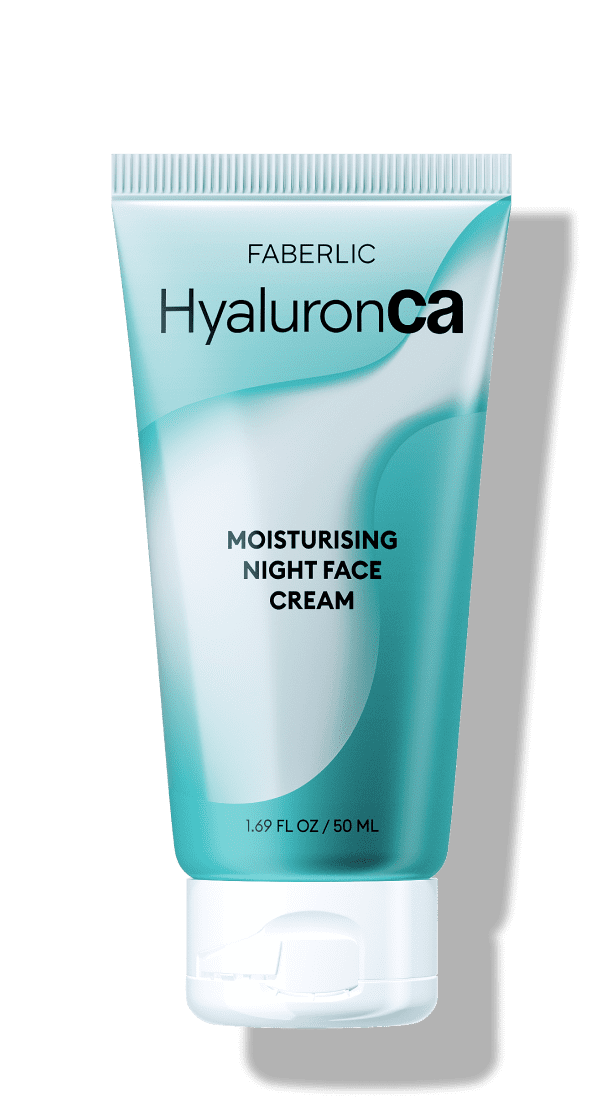 FABERLIC
Hyaluronca
MOISTURISING
NIGHT FACE
CREAM
1.69 FL OZ / 50 ML